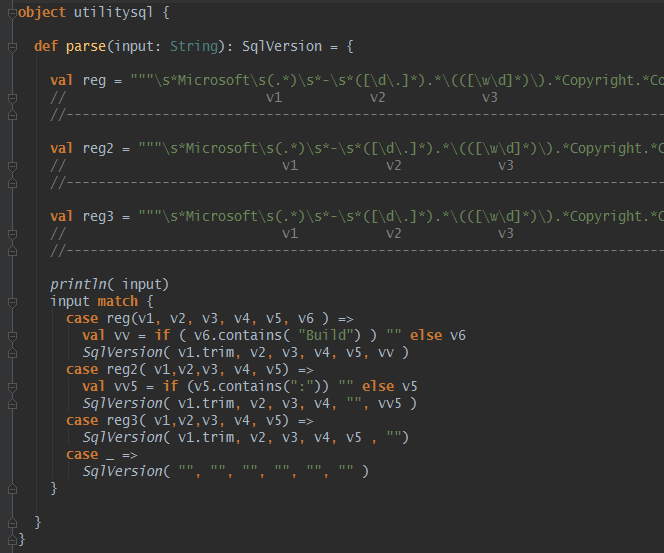 object utilitysql {
def parse(input: String): SqlVersion = {
val reg = """\s*Microsoft\s(.*)\s*-\s*([\d\.]*).*\(([\w\d]*)\).*Copyright.*Co
// v1 v2 v3
//--------------------------------------------------------------------------
val reg2 = """\s*Microsoft\s(.*)\s*-\s*([\d\.]*).*\(([\w\d]*)\).*Copyright.*C
// v1 v2 v3
//--------------------------------------------------------------------------
val reg3 = """\s*Microsoft\s(.*)\s*-\s*([\d\.]*).*\(([\w\d]*)\).*Copyright.*C
// v1 v2 v3
//--------------------------------------------------------------------------
println( input)
input match {
case reg(v1, v2, v3, v4, v5, v6 ) =>
val vv = if ( v6.contains( "Build") ) "" else v6
SqlVersion( v1.trim, v2, v3, v4, v5, vv )
case reg2( v1,v2,v3, v4, v5) =>
val vv5 = if (v5.contains(":")) "" else v5
SqlVersion( v1.trim, v2, v3, v4, "", vv5 )
case reg3( v1,v2,v3, v4, v5) =>
SqlVersion( v1.trim, v2, v3, v4, v5 , "")
case _ =>
SqlVersion( "", "", "", "", "", "" )
}
}
}